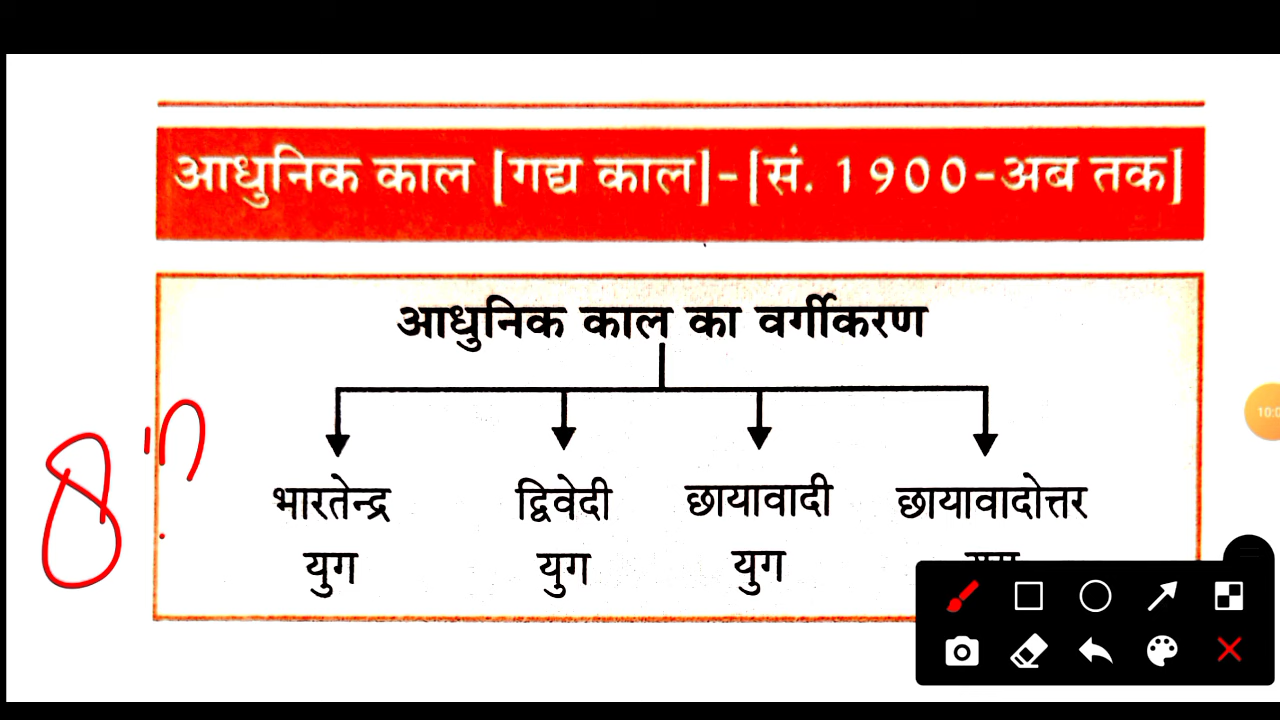 आधुनिक काल [गद्य काल]-[सं. 1900-अब तक]
आधुनिक काल का वर्गीकरण
भारतेन्द्र युग
द्विवेदी युग
छायावादी युग
छायावादोत्तर
8